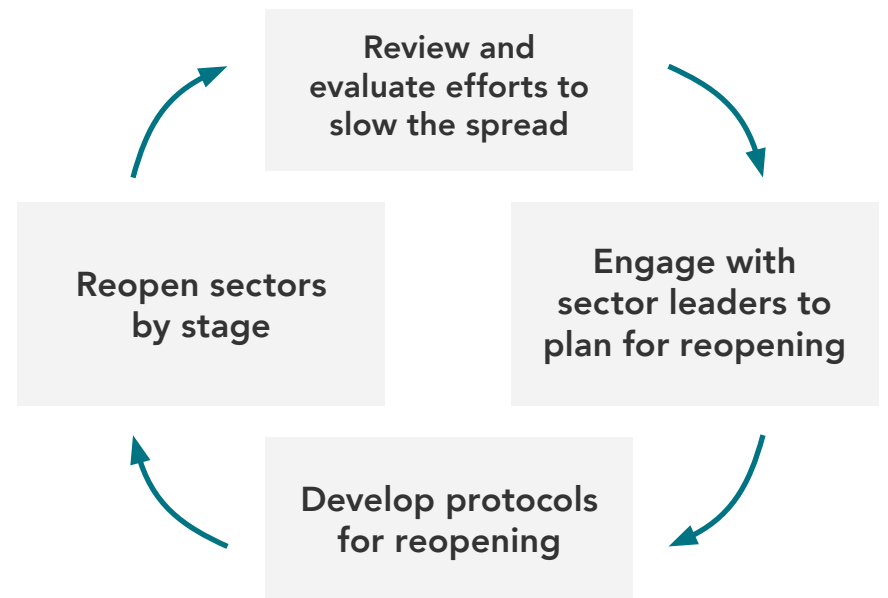 Review and
evaluate efforts to
slow the spread
Engage with
sector leaders to
plan for reopening
Develop protocols
for reopening
Reopen sectors
by stage